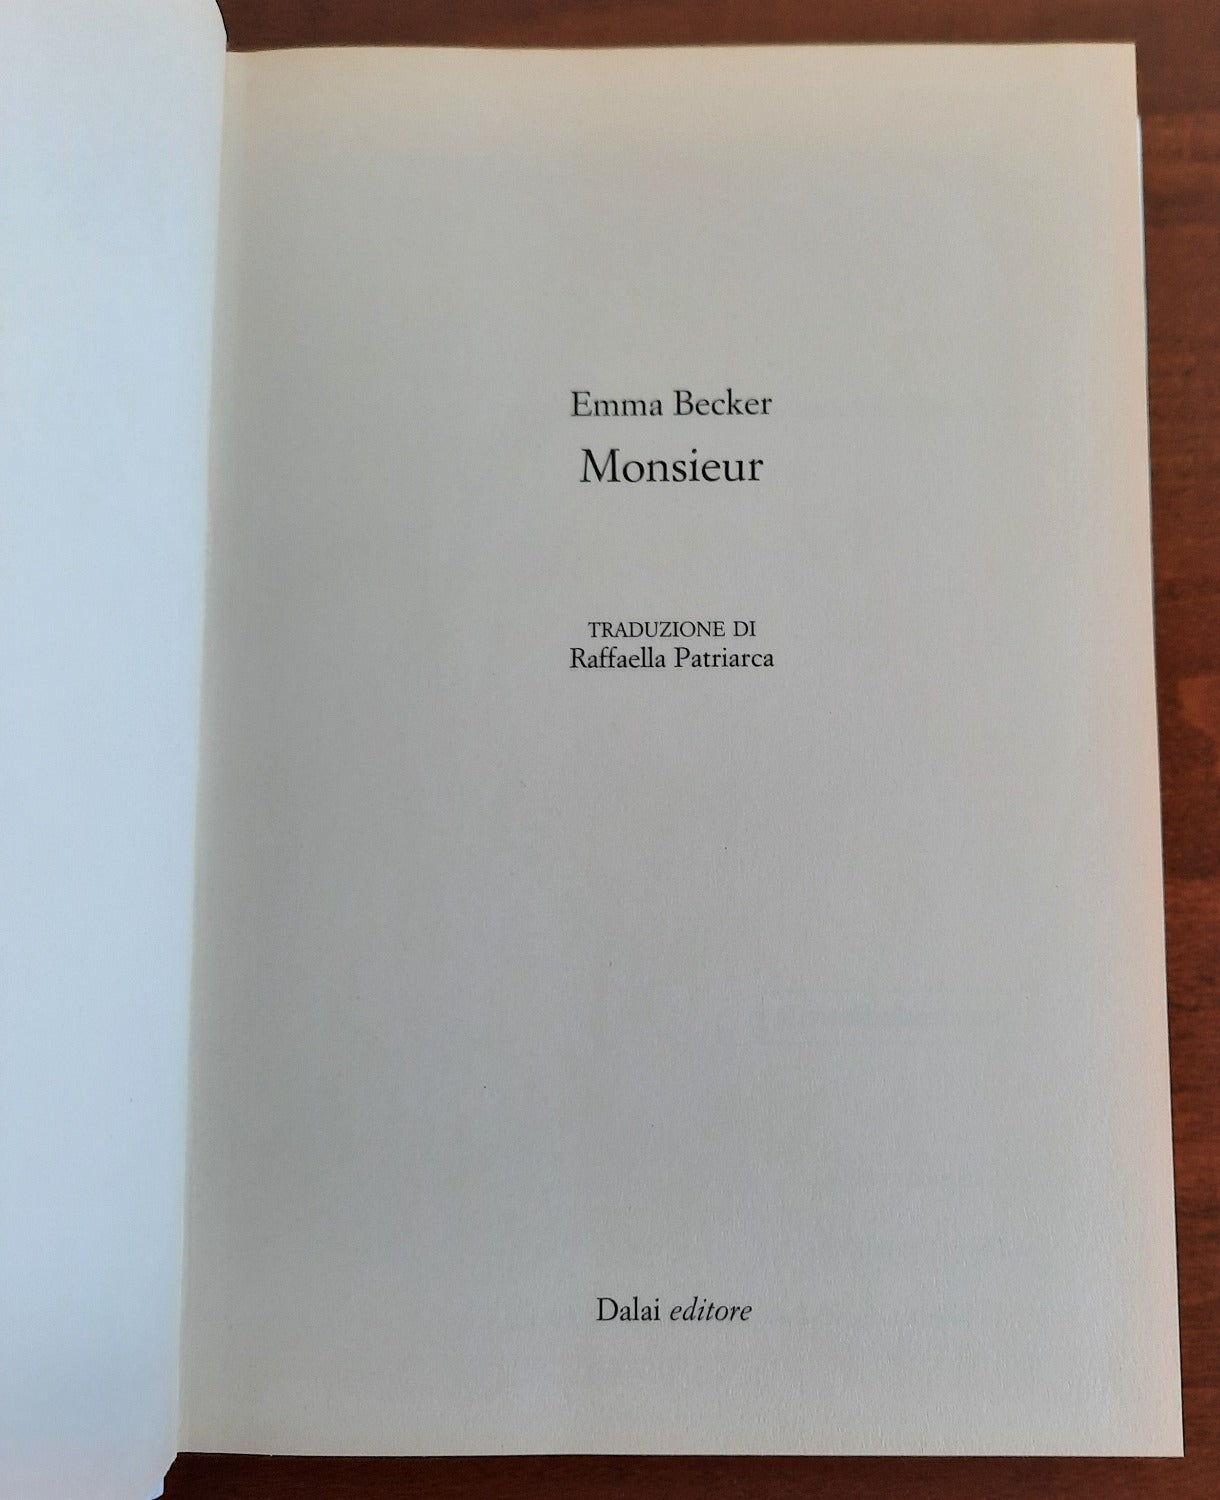 Emma Becker
Monsieur
TRADUZIONE DI
Raffaella Patriarca
Dalai editore